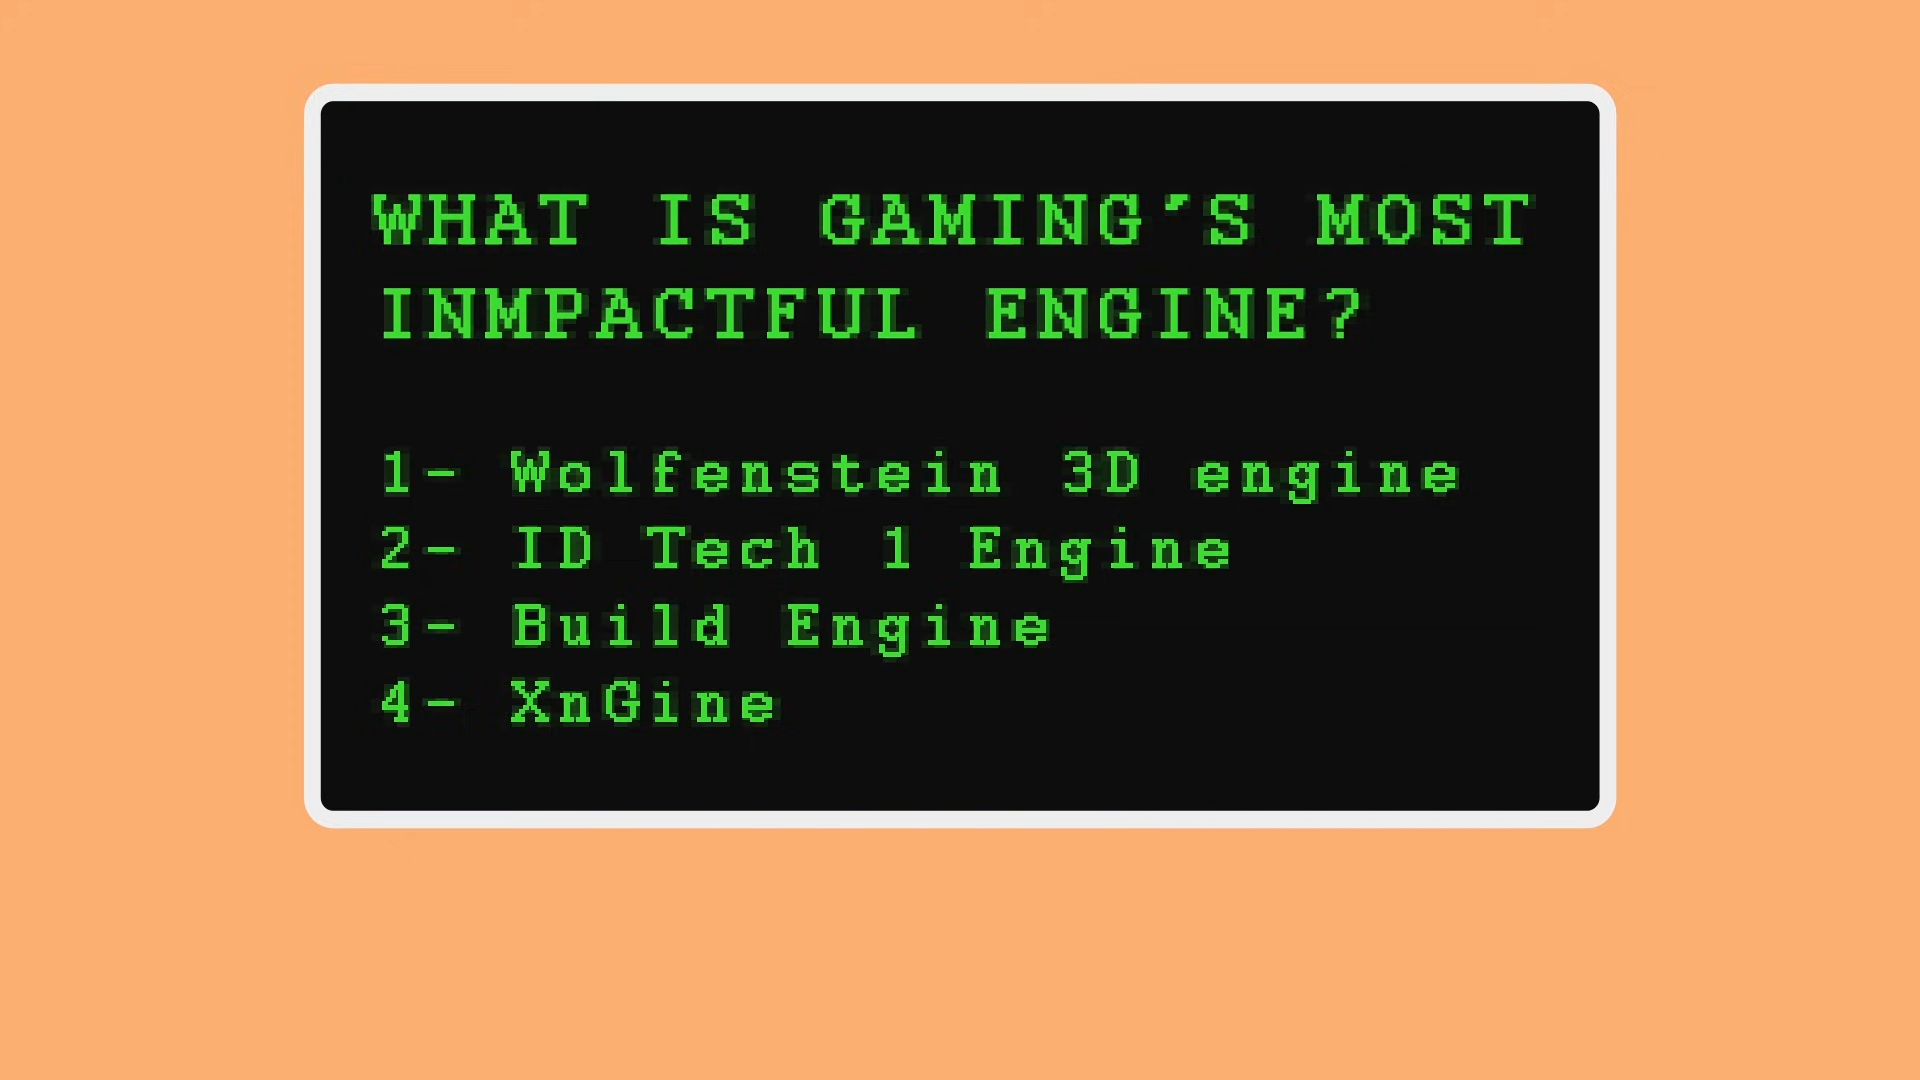 WHAT IS GAMING'S MOST
INMPACTFUL ENGINE?
1- Wolfenstein 3D engine
2- ID Tech 1 Engine
3- Build Engine
4- XnGine